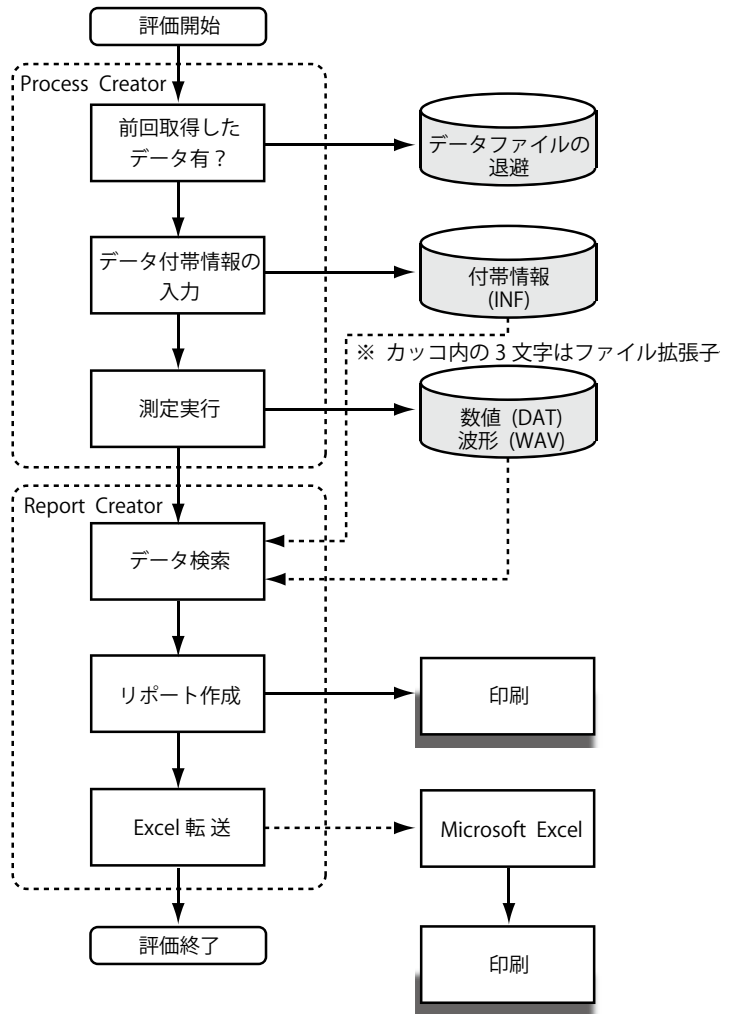 評価開始
Process Creator
前回取得した
データ有？
データファイルの
退避
データ付帯情報の
入力
付帯情報
(INF)
※ カッコ内の 3 文字はファイル拡張子
測定実行
数値 (DAT)
波形 (WAV)
Report Creator
データ検索
リポート作成
印刷
Excel 転 送
Microsoft Excel
評価終了
印刷